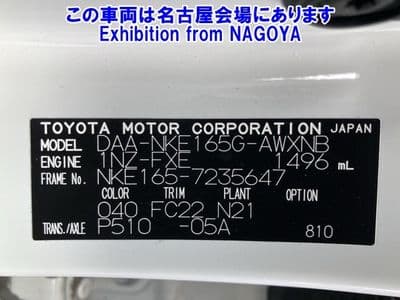 この車両は名古屋会場にあります
Exhibition from NAGOYA
TOYOTA MOTOR CORPORATION JAPAN
MODEL DAA-NKE165G-AWXNB
ENGINE 1NZ-FXE 1496 mL
FRAME No. NKE165-7235647
COLOR TRIM PLANT OPTION
040 FC22 N21
TRANS./AXLE P510 -05A 810